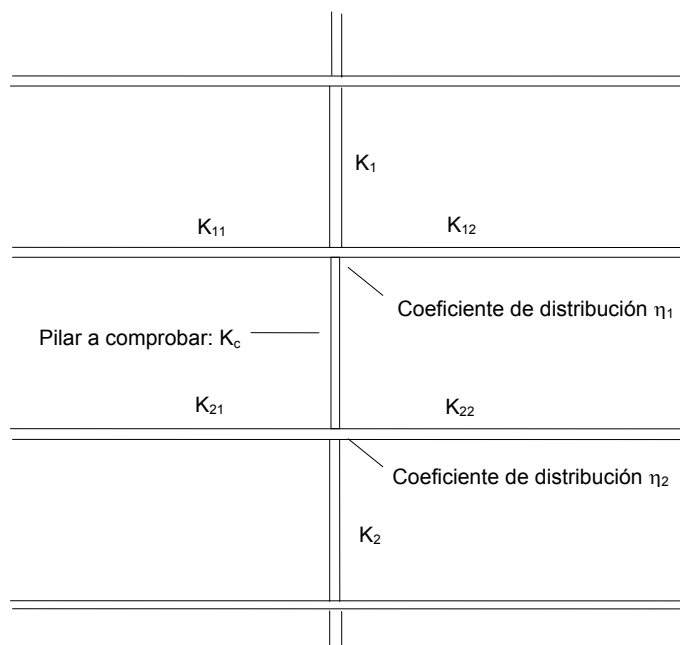 K₁
K₁₁
K₁₂
Coeficiente de distribución η₁
Pilar a comprobar: K꜀
K₂₁
K₂₂
Coeficiente de distribución η₂
K₂